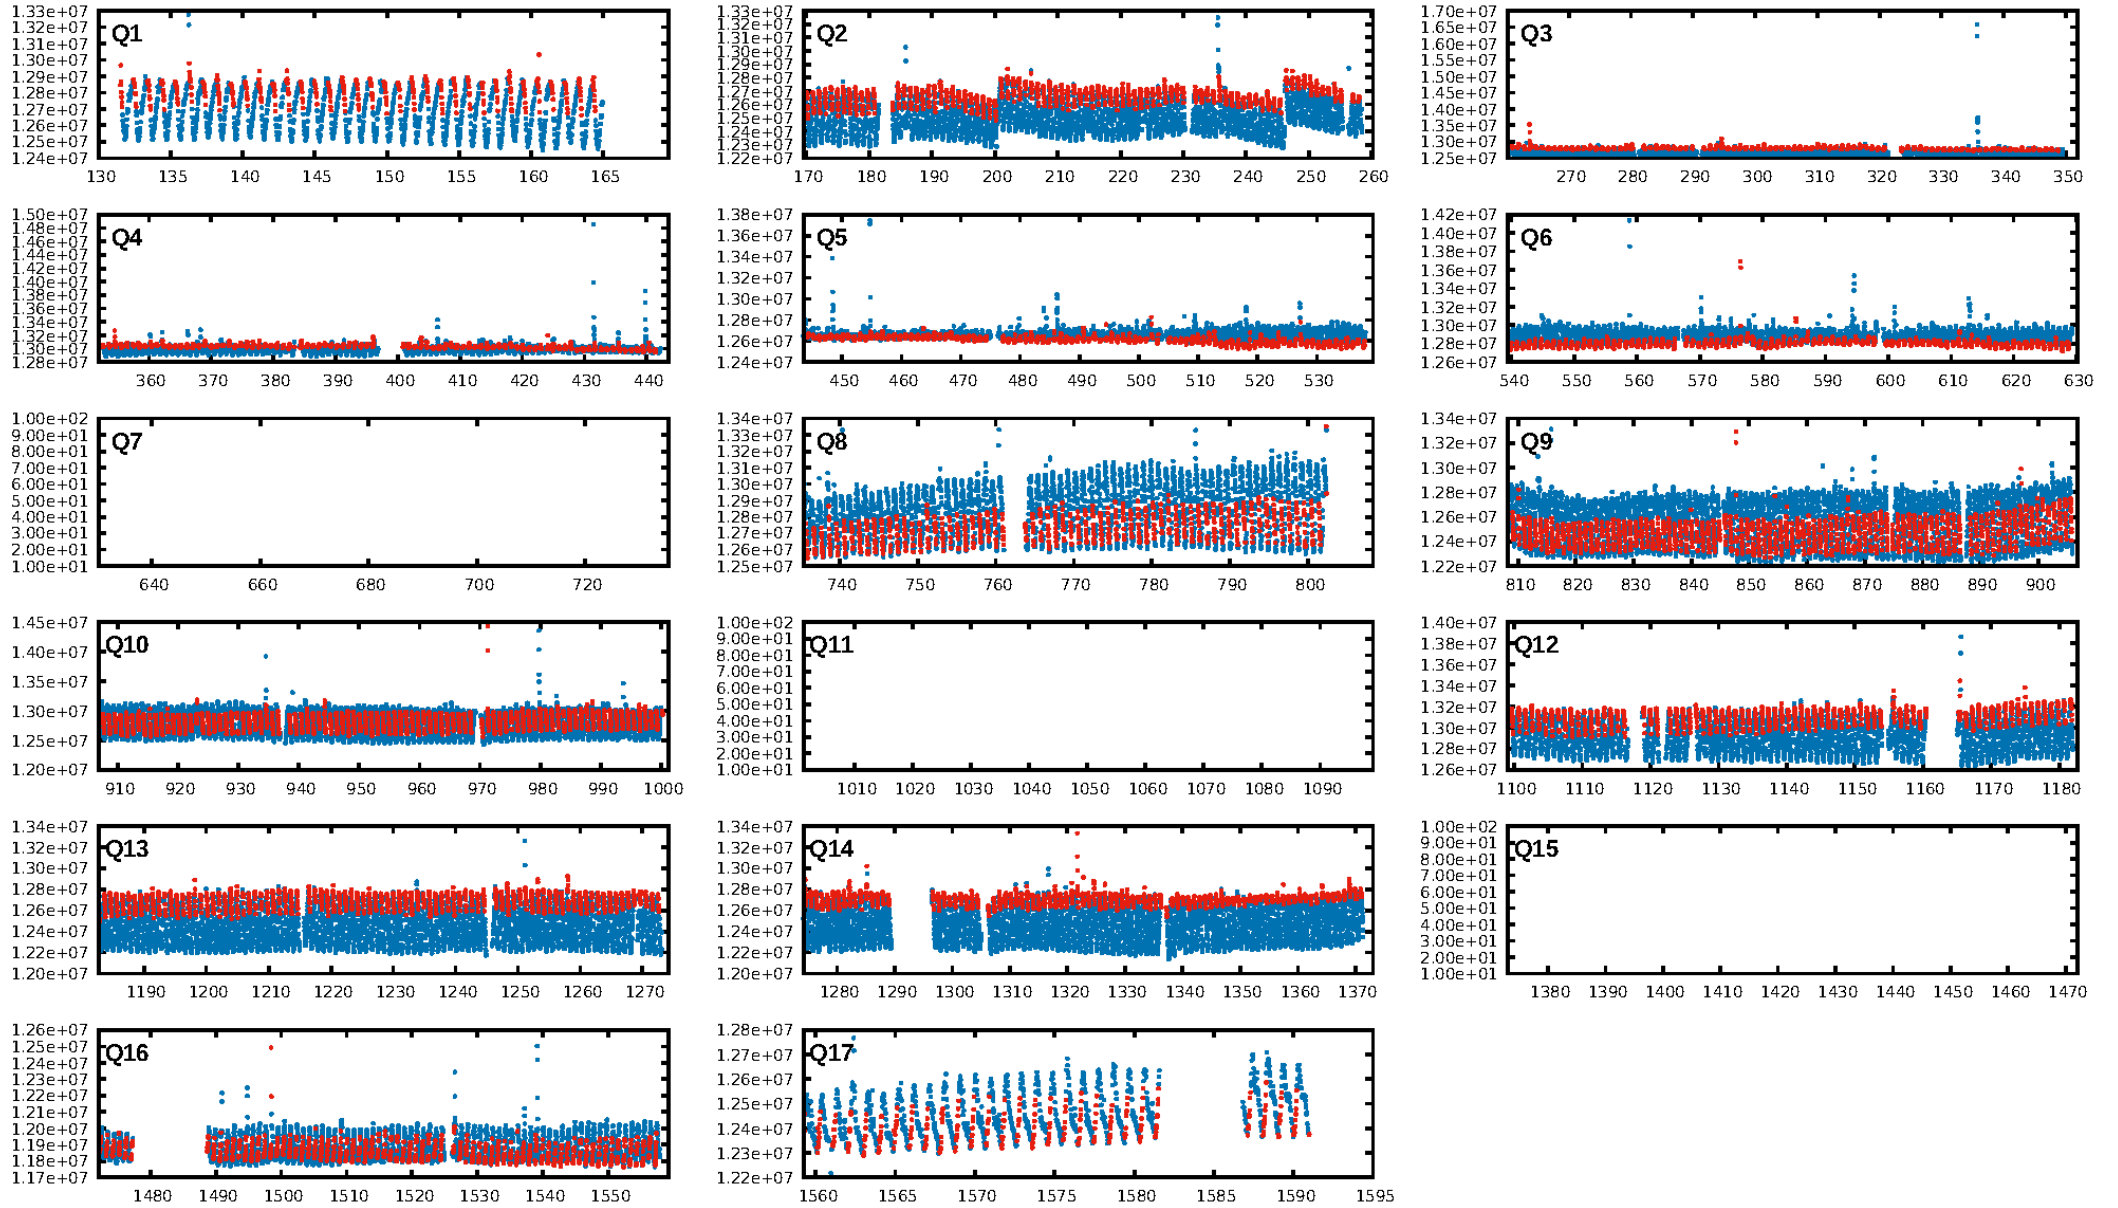 1.33e+07
1.32e+07
1.31e+07
1.30e+07
1.29e+07
1.28e+07
1.27e+07
1.26e+07
1.25e+07
1.24e+07
Q1
130 135 140 145 150 155 160 165
1.33e+07
1.32e+07
1.31e+07
1.30e+07
1.29e+07
1.28e+07
1.27e+07
1.26e+07
1.25e+07
1.24e+07
1.23e+07
1.22e+07
Q2
170 180 190 200 210 220 230 240 250 260
1.70e+07
1.65e+07
1.60e+07
1.55e+07
1.50e+07
1.45e+07
1.40e+07
1.35e+07
1.30e+07
1.25e+07
Q3
270 280 290 300 310 320 330 340 350
1.50e+07
1.48e+07
1.46e+07
1.44e+07
1.42e+07
1.40e+07
1.38e+07
1.36e+07
1.34e+07
1.32e+07
1.30e+07
1.28e+07
Q4
360 370 380 390 400 410 420 430 440
1.38e+07
1.36e+07
1.34e+07
1.32e+07
1.30e+07
1.28e+07
1.26e+07
1.24e+07
Q5
450 460 470 480 490 500 510 520 530
1.42e+07
1.40e+07
1.38e+07
1.36e+07
1.34e+07
1.32e+07
1.30e+07
1.28e+07
1.26e+07
Q6
540 550 560 570 580 590 600 610 620 630
1.00e+02
9.00e+01
8.00e+01
7.00e+01
6.00e+01
5.00e+01
4.00e+01
3.00e+01
2.00e+01
1.00e+01
Q7
640 660 680 700 720
1.34e+07
1.33e+07
1.32e+07
1.31e+07
1.30e+07
1.29e+07
1.28e+07
1.27e+07
1.26e+07
1.25e+07
Q8
740 750 760 770 780 790 800
1.34e+07
1.32e+07
1.30e+07
1.28e+07
1.26e+07
1.24e+07
1.22e+07
Q9
810 820 830 840 850 860 870 880 890 900
1.45e+07
1.40e+07
1.35e+07
1.30e+07
1.25e+07
1.20e+07
Q10
910 920 930 940 950 960 970 980 990 1000
1.00e+02
9.00e+01
8.00e+01
7.00e+01
6.00e+01
5.00e+01
4.00e+01
3.00e+01
2.00e+01
1.00e+01
Q11
1010 1020 1030 1040 1050 1060 1070 1080 1090
1.40e+07
1.38e+07
1.36e+07
1.34e+07
1.32e+07
1.30e+07
1.28e+07
1.26e+07
Q12
1100 1110 1120 1130 1140 1150 1160 1170 1180
1.34e+07
1.32e+07
1.30e+07
1.28e+07
1.26e+07
1.24e+07
1.22e+07
1.20e+07
Q13
1190 1200 1210 1220 1230 1240 1250 1260 1270
1.34e+07
1.32e+07
1.30e+07
1.28e+07
1.26e+07
1.24e+07
1.22e+07
1.20e+07
Q14
1280 1290 1300 1310 1320 1330 1340 1350 1360 1370
1.00e+02
9.00e+01
8.00e+01
7.00e+01
6.00e+01
5.00e+01
4.00e+01
3.00e+01
2.00e+01
1.00e+01
Q15
1380 1390 1400 1410 1420 1430 1440 1450 1460 1470
1.26e+07
1.25e+07
1.24e+07
1.23e+07
1.22e+07
1.21e+07
1.20e+07
1.19e+07
1.18e+07
1.17e+07
Q16
1480 1490 1500 1510 1520 1530 1540 1550
1.28e+07
1.27e+07
1.26e+07
1.25e+07
1.24e+07
1.23e+07
1.22e+07
Q17
1560 1565 1570 1575 1580 1585 1590 1595